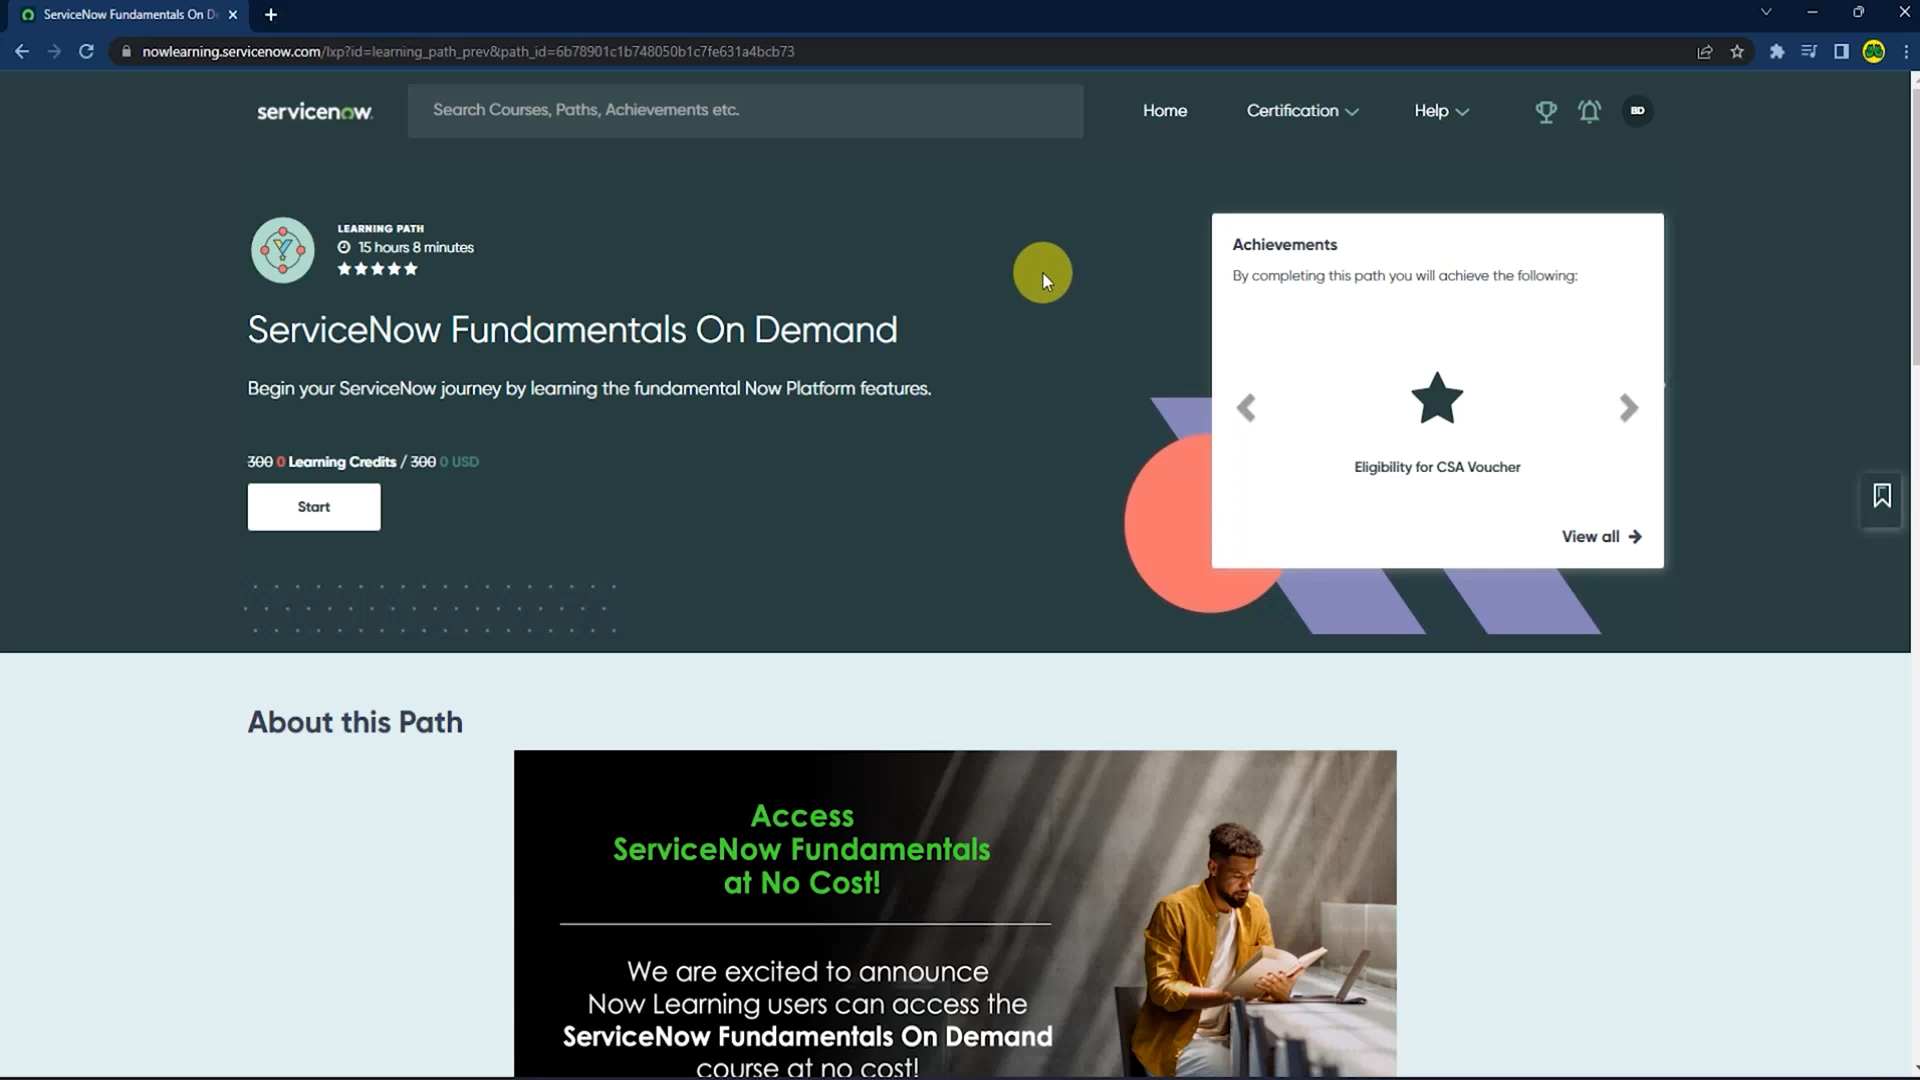 ServiceNow Fundamentals On D
nowlearning.servicenow.com/lxp?id=learning_path_prev&path_id=6b78901c1b748050b1c7fe631a4bcb73
servicenow
Search Courses, Paths, Achievements etc.
Home
Certification
Help
BD
LEARNING PATH
15 hours 8 minutes
ServiceNow Fundamentals On Demand
Begin your ServiceNow journey by learning the fundamental Now Platform features.
300 0 Learning Credits / 300 0 USD
Start
Achievements
By completing this path you will achieve the following:
Eligibility for CSA Voucher
View all
About this Path
Access
ServiceNow Fundamentals
at No Cost!
We are excited to announce
Now Learning users can access the
ServiceNow Fundamentals On Demand
course at no cost!